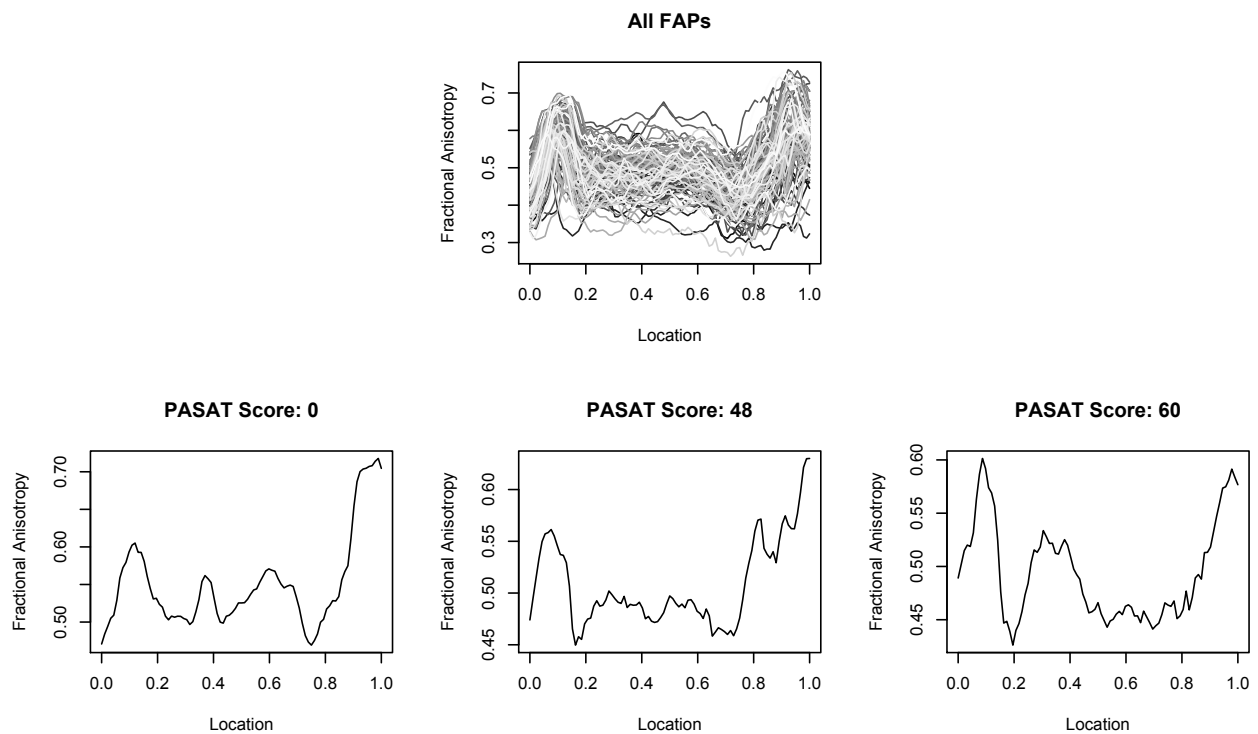 All FAPs
Fractional Anisotropy
0.3 0.5 0.7
0.0 0.2 0.4 0.6 0.8 1.0
Location
PASAT Score: 0
Fractional Anisotropy
0.50 0.60 0.70
0.0 0.2 0.4 0.6 0.8 1.0
Location
PASAT Score: 48
Fractional Anisotropy
0.45 0.50 0.55 0.60
0.0 0.2 0.4 0.6 0.8 1.0
Location
PASAT Score: 60
Fractional Anisotropy
0.45 0.50 0.55 0.60
0.0 0.2 0.4 0.6 0.8 1.0
Location